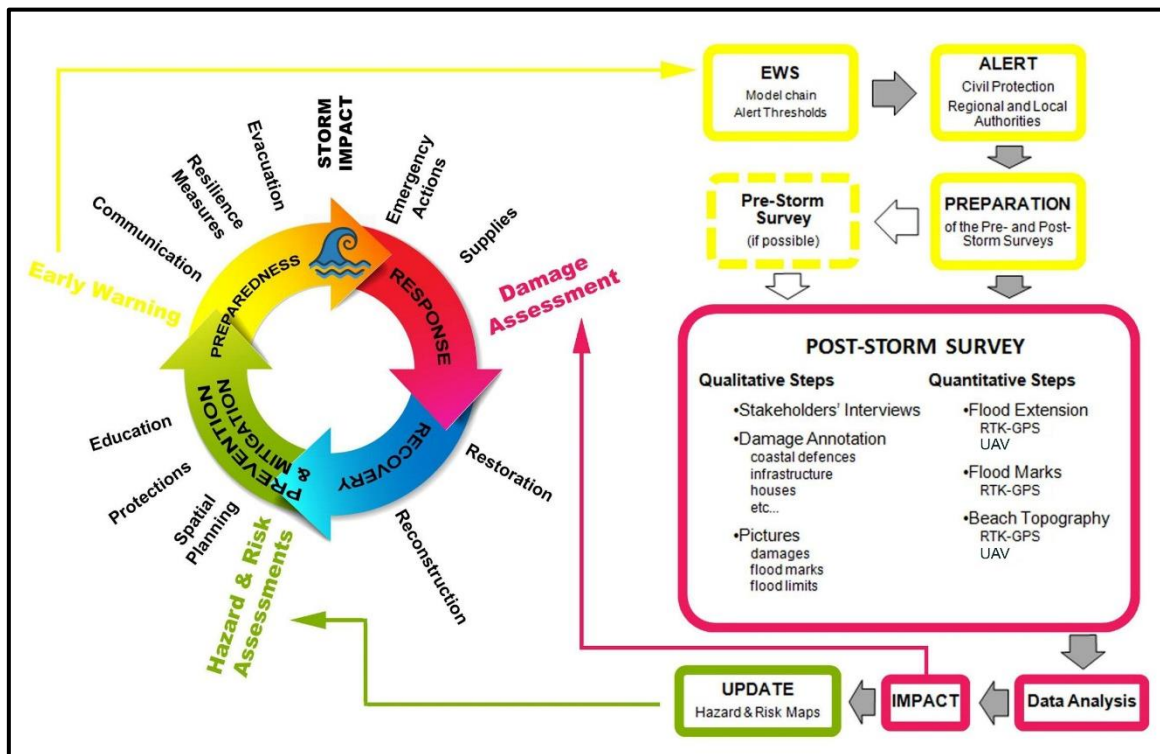 STORM
IMPACT
Evacuation
Resilience
Measures
Communication
Early Warning
Emergency
Actions
Supplies
Damage
Assessment
PREPAREDNESS
RESPONSE
RECOVERY
PREVENTION
& MITIGATION
Education
Protections
Spatial
Planning
Hazard & Risk
Assessments
Restoration
Reconstruction
EWS
Model chain
Alert Thresholds
ALERT
Civil Protection
Regional and Local
Authorities
Pre-Storm
Survey
(if possible)
PREPARATION
of the Pre- and Post-
Storm Surveys
POST-STORM SURVEY
Qualitative Steps
•Stakeholders' Interviews
•Damage Annotation
coastal defences
infrastructure
houses
etc...
•Pictures
damages
flood marks
flood limits
Quantitative Steps
•Flood Extension
RTK-GPS
UAV
•Flood Marks
RTK-GPS
•Beach Topography
RTK-GPS
UAV
UPDATE
Hazard & Risk Maps
IMPACT
Data Analysis